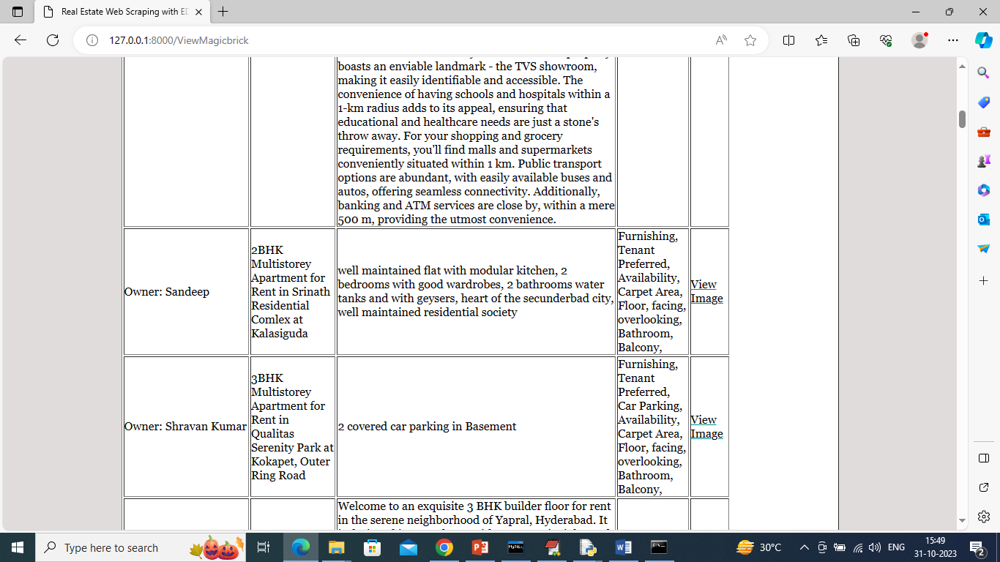 Real Estate Web Scraping with ED
127.0.0.1:8000/ViewMagicbrick
boasts an enviable landmark - the TVS showroom,
making it easily identifiable and accessible. The
convenience of having schools and hospitals within a
1-km radius adds to its appeal, ensuring that
educational and healthcare needs are just a stone's
throw away. For your shopping and grocery
requirements, you'll find malls and supermarkets
conveniently situated within 1 km. Public transport
options are abundant, with easily available buses and
autos, offering seamless connectivity. Additionally,
banking and ATM services are close by, within a mere
500 m, providing the utmost convenience.
Owner: Sandeep
2BHK
Multistorey
Apartment for
Rent in Srinath
Residential
Comlex at
Kalasiguda
well maintained flat with modular kitchen, 2
bedrooms with good wardrobes, 2 bathrooms water
tanks and with geysers, heart of the secunderbad city,
well maintained residential society
Furnishing,
Tenant
Preferred,
Availability,
Carpet Area,
Floor, facing,
overlooking,
Bathroom,
Balcony,
View
Image
Owner: Shravan Kumar
3BHK
Multistorey
Apartment for
Rent in
Qualitas
Serenity Park at
Kokapet, Outer
Ring Road
2 covered car parking in Basement
Furnishing,
Tenant
Preferred,
Car Parking,
Availability,
Carpet Area,
Floor, facing,
overlooking,
Bathroom,
Balcony,
View
Image
Welcome to an exquisite 3 BHK builder floor for rent
in the serene neighborhood of Yapral, Hyderabad. It
Type here to search
30°C
ENG
15:49
31-10-2023
2